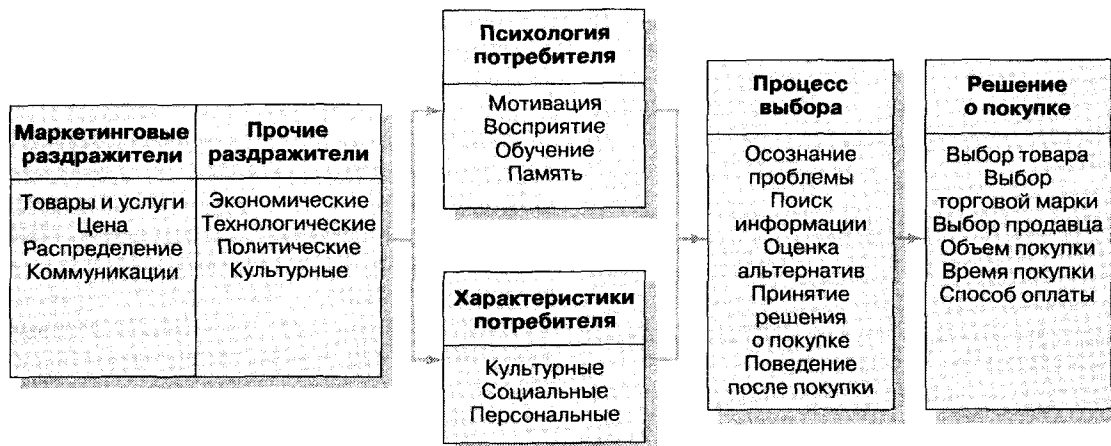 Маркетинговые
раздражители
Товары и услуги
Цена
Распределение
Коммуникации
Прочие
раздражители
Экономические
Технологические
Политические
Культурные
Психология
потребителя
Мотивация
Восприятие
Обучение
Память
Характеристики
потребителя
Культурные
Социальные
Персональные
Процесс
выбора
Осознание
проблемы
Поиск
информации
Оценка
альтернатив
Принятие
решения
о покупке
Поведение
после покупки
Решение
о покупке
Выбор товара
Выбор
торговой марки
Выбор продавца
Объем покупки
Время покупки
Способ оплаты